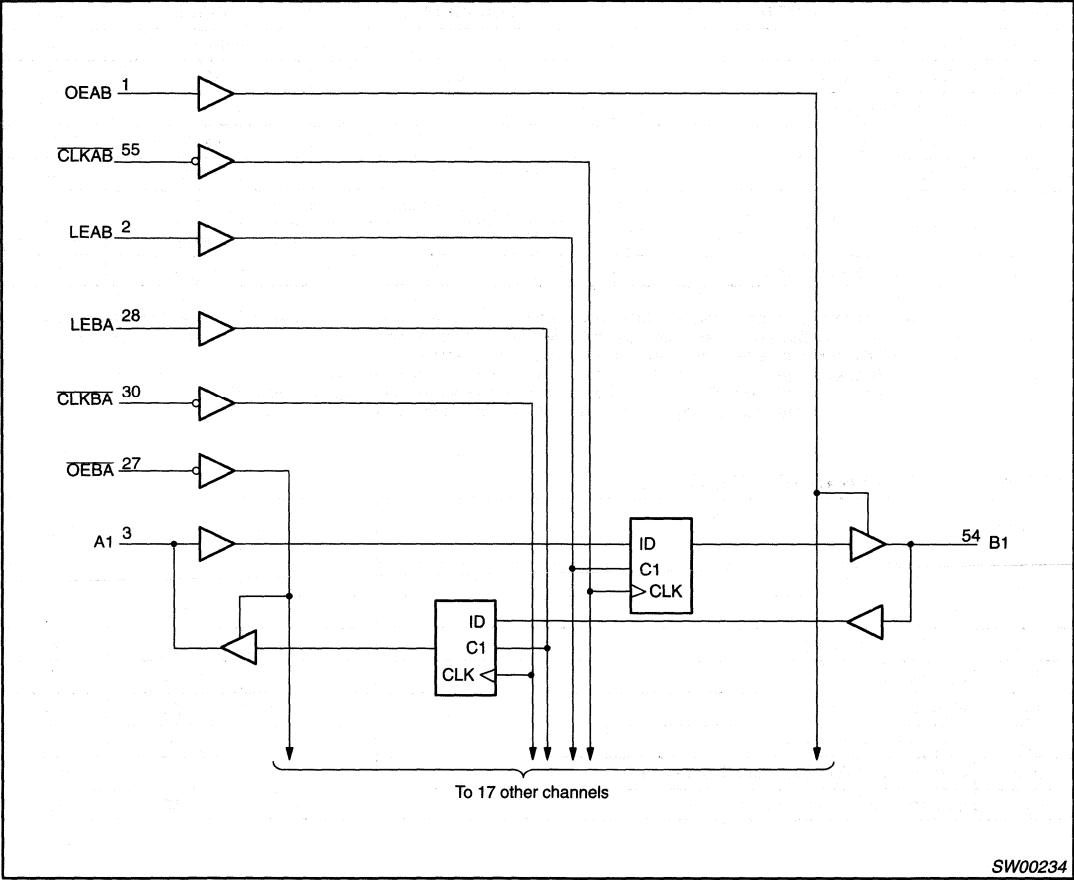 OEAB 1
CLKAB 55
LEAB 2
LEBA 28
CLKBA 30
OEBA 27
A1 3
ID
C1
CLK
54 B1
ID
C1
CLK
To 17 other channels
SW00234